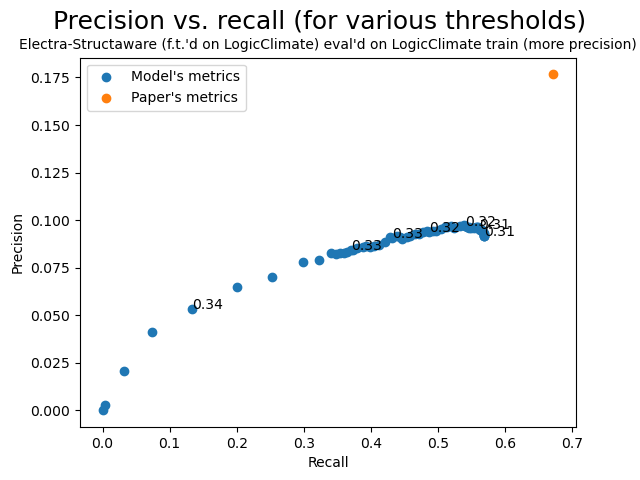 Precision vs. recall (for various thresholds)
Electra-Structaware (f.t.'d on LogicClimate) eval'd on LogicClimate train (more precision)
Model's metrics
Paper's metrics
0.175
0.150
0.125
0.100
0.075
0.050
0.025
0.000
Precision
0.34
0.33
0.33
0.32
0.32
0.31
0.31
0.0 0.1 0.2 0.3 0.4 0.5 0.6 0.7
Recall